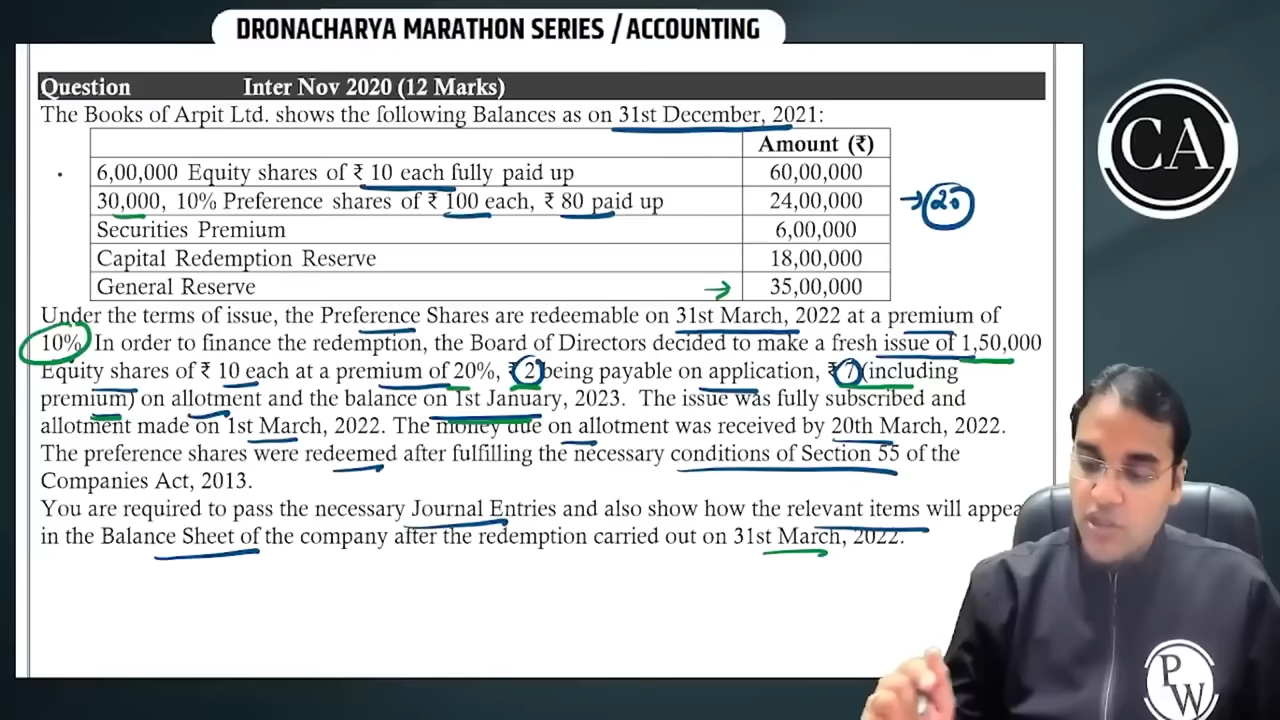 DRONACHARYA MARATHON SERIES / ACCOUNTING
Question Inter Nov 2020 (12 Marks)
The Books of Arpit Ltd. shows the following Balances as on 31st December, 2021:
Amount (₹)
6,00,000 Equity shares of ₹ 10 each fully paid up 60,00,000
30,000, 10% Preference shares of ₹ 100 each, ₹ 80 paid up 24,00,000 → 20
Securities Premium 6,00,000
Capital Redemption Reserve 18,00,000
General Reserve → 35,00,000
Under the terms of issue, the Preference Shares are redeemable on 31st March, 2022 at a premium of
10%. In order to finance the redemption, the Board of Directors decided to make a fresh issue of 1,50,000
Equity shares of ₹ 10 each at a premium of 20%, ₹ 2 being payable on application, ₹ 7 (including
premium) on allotment and the balance on 1st January, 2023. The issue was fully subscribed and
allotment made on 1st March, 2022. The money due on allotment was received by 20th March, 2022.
The preference shares were redeemed after fulfilling the necessary conditions of Section 55 of the
Companies Act, 2013.
You are required to pass the necessary Journal Entries and also show how the relevant items will appea
in the Balance Sheet of the company after the redemption carried out on 31st March, 2022.
CA
P
W